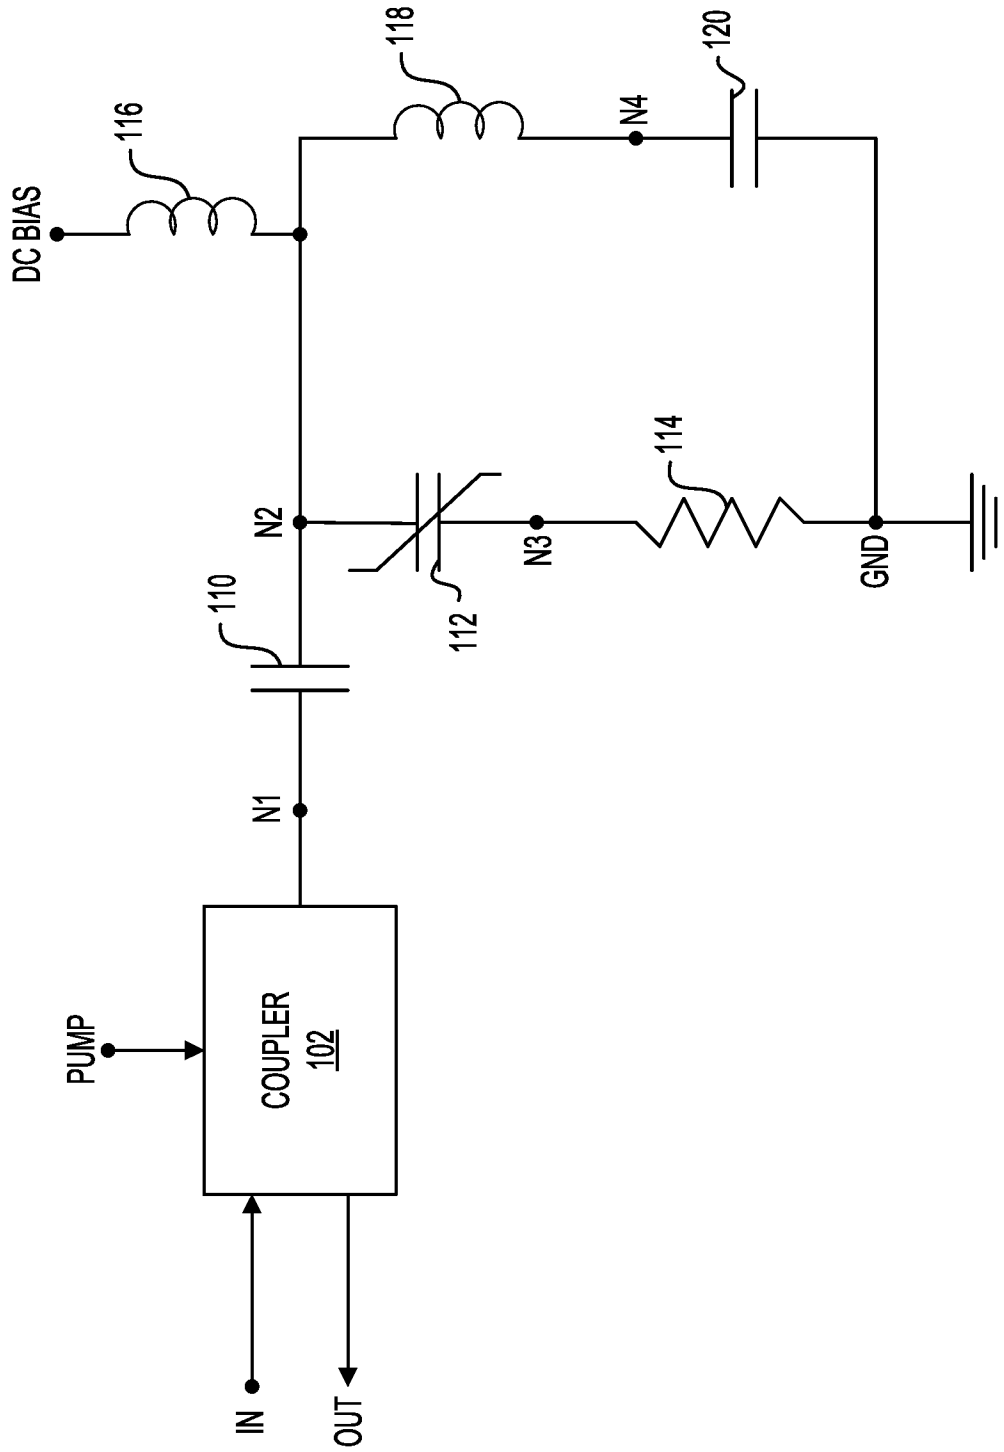 IN
OUT
PUMP
COUPLER
102
N1
110
N2
112
N3
114
GND
DC BIAS
116
118
N4
120